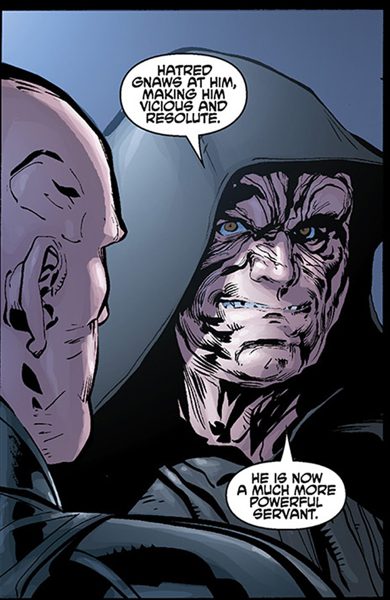 HATRED
GNAWS AT HIM,
MAKING HIM
VICIOUS AND
RESOLUTE.
HE IS NOW
A MUCH MORE
POWERFUL
SERVANT.